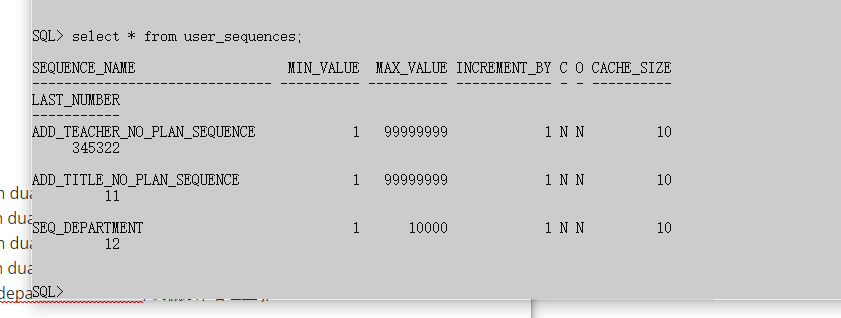 SQL> select * from user_sequences;
SEQUENCE_NAME MIN_VALUE MAX_VALUE INCREMENT_BY C O CACHE_SIZE
------------------------------ ---------- ---------- ------------ - - ----------
LAST_NUMBER
-----------
ADD_TEACHER_NO_PLAN_SEQUENCE 1 99999999 1 N N 10
345322
ADD_TITLE_NO_PLAN_SEQUENCE 1 99999999 1 N N 10
11
SEQ_DEPARTMENT 1 10000 1 N N 10
12
SQL>
n dua
n dua
n dua
n dua
depa